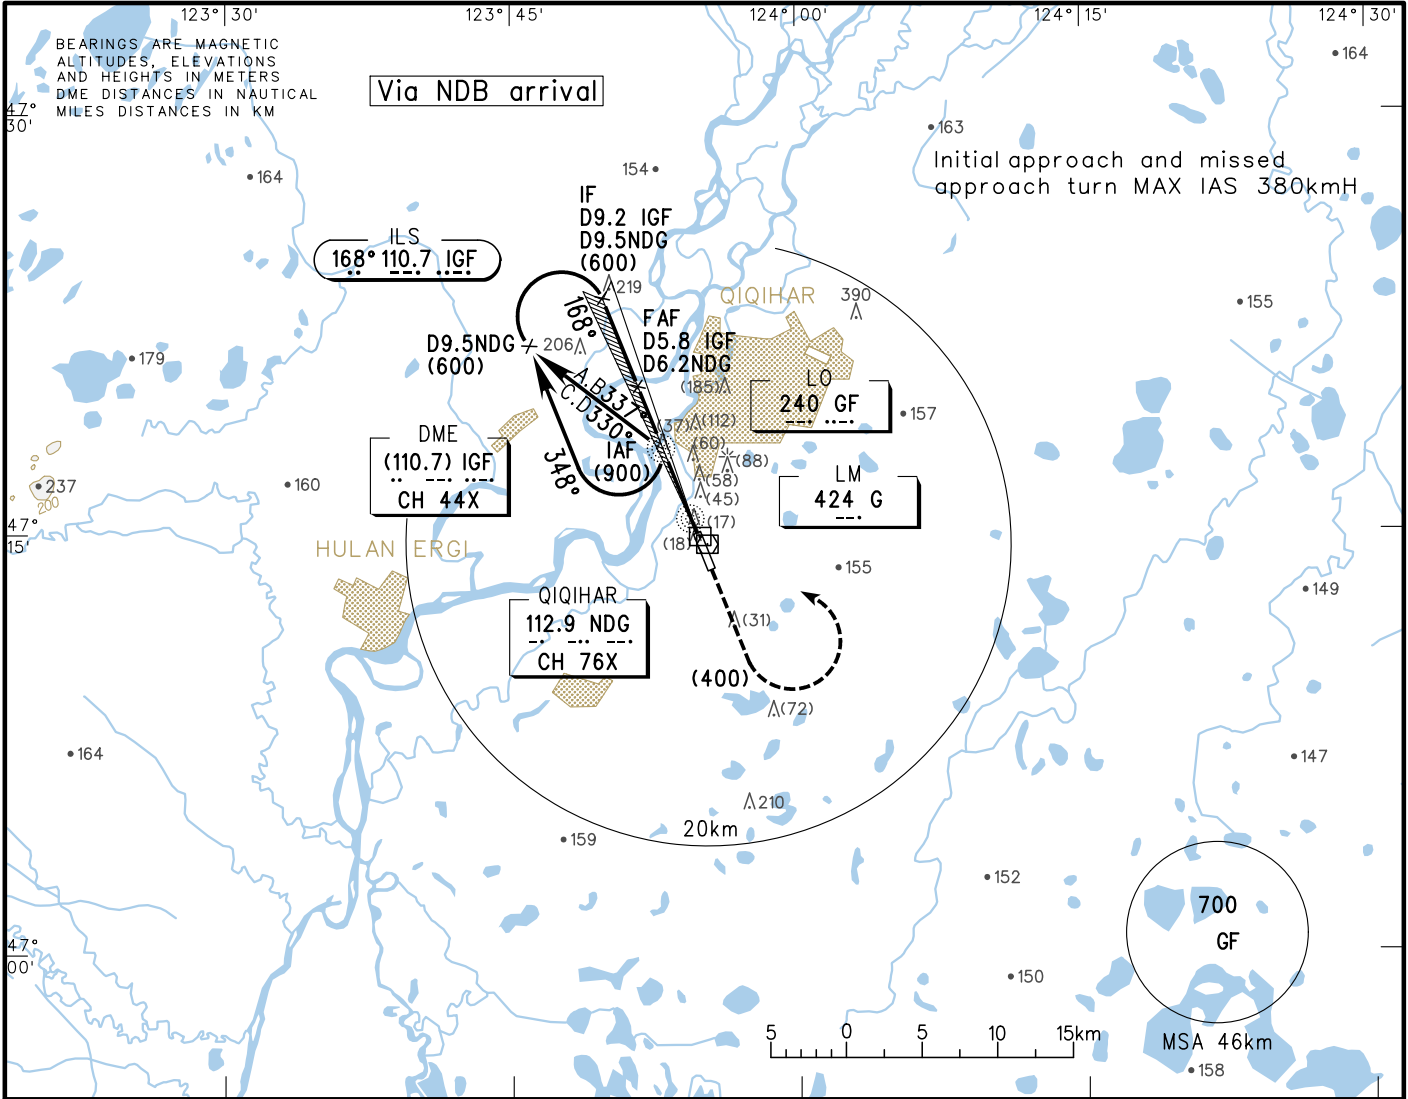 123° 30'
123° 45'
124° 00'
124° 15'
124° 30'
BEARINGS ARE MAGNETIC
ALTITUDES, ELEVATIONS
AND HEIGHTS IN METERS
DME DISTANCES IN NAUTICAL
MILES DISTANCES IN KM
Via NDB arrival
47°
30'
164
163
Initial approach and missed
approach turn MAX IAS 380kmH
164
154
IF
D9.2 IGF
D9.5NDG
(600)
219
ILS
168° 110.7 IGF
168°
QIQIHAR
390
155
FAF
D5.8 IGF
D6.2NDG
D9.5NDG
(600)
206
179
A.B337°
C.D330°
(185)
LO
240 GF
157
(37)
(112)
(60)
(88)
(58)
(45)
(17)
(18)
IAF
(900)
348°
DME
(110.7) IGF
CH 44X
LM
424 G
237
200
160
47°
15'
HULAN ERGI
155
149
QIQIHAR
112.9 NDG
CH 76X
(31)
(400)
(72)
164
147
210
20km
159
152
700
GF
47°
00'
150
5 0 5 10 15km
MSA 46km
158